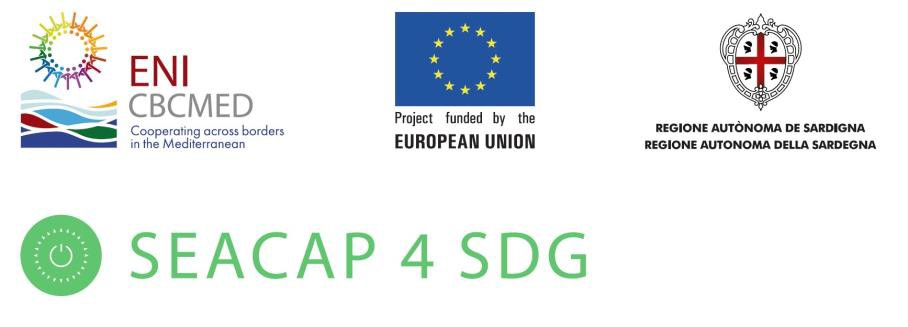 ENI
CBCMED
Cooperating across borders
in the Mediterranean
Project funded by the
EUROPEAN UNION
REGIONE AUTÒNOMA DE SARDIGNA
REGIONE AUTONOMA DELLA SARDEGNA
SEACAP 4 SDG